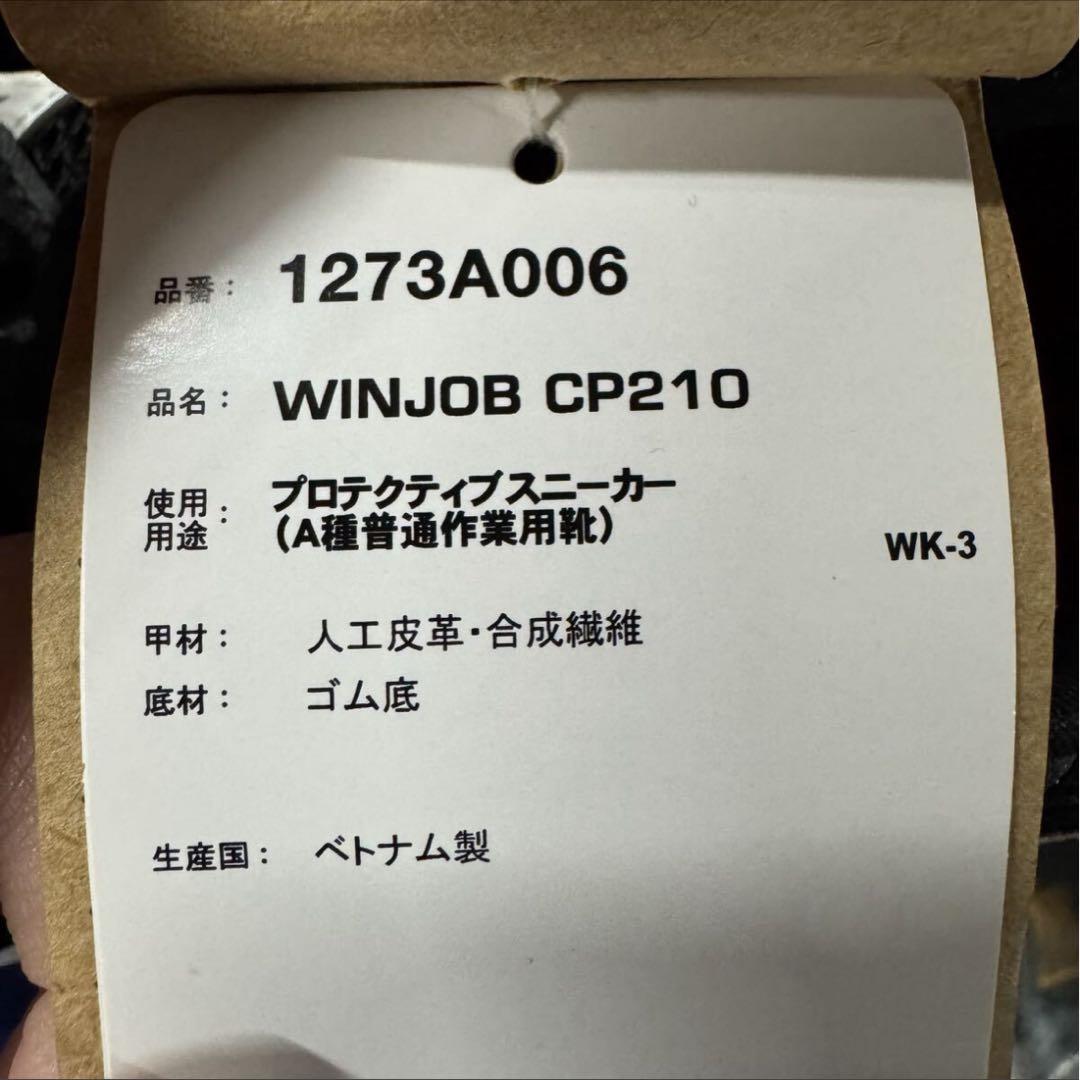 品番： 1273A006
品名： WINJOB CP210
使用用途： プロテクティブスニーカー
（A種普通作業用靴）
WK-3
甲材： 人工皮革・合成繊維
底材： ゴム底
生産国： ベトナム製